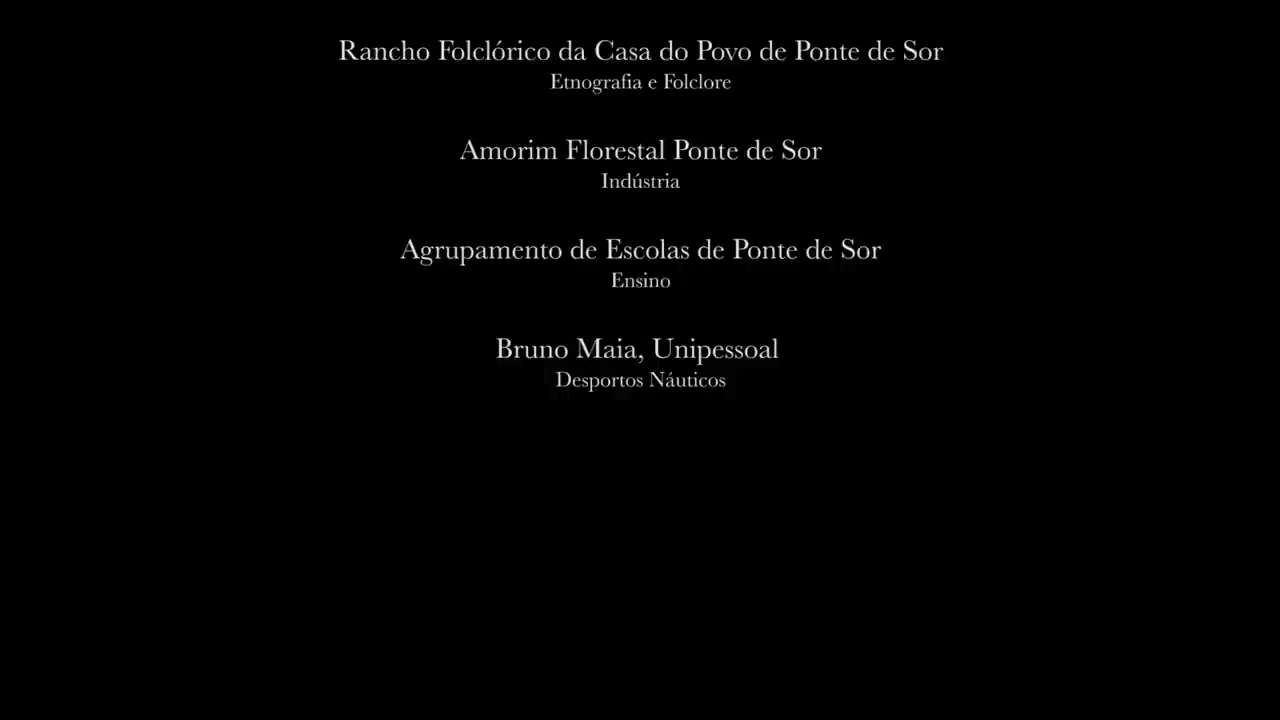 Rancho Folclórico da Casa do Povo de Ponte de Sor
Etnografia e Folclore
Amorim Florestal Ponte de Sor
Indústria
Agrupamento de Escolas de Ponte de Sor
Ensino
Bruno Maia, Unipessoal
Desportos Náuticos